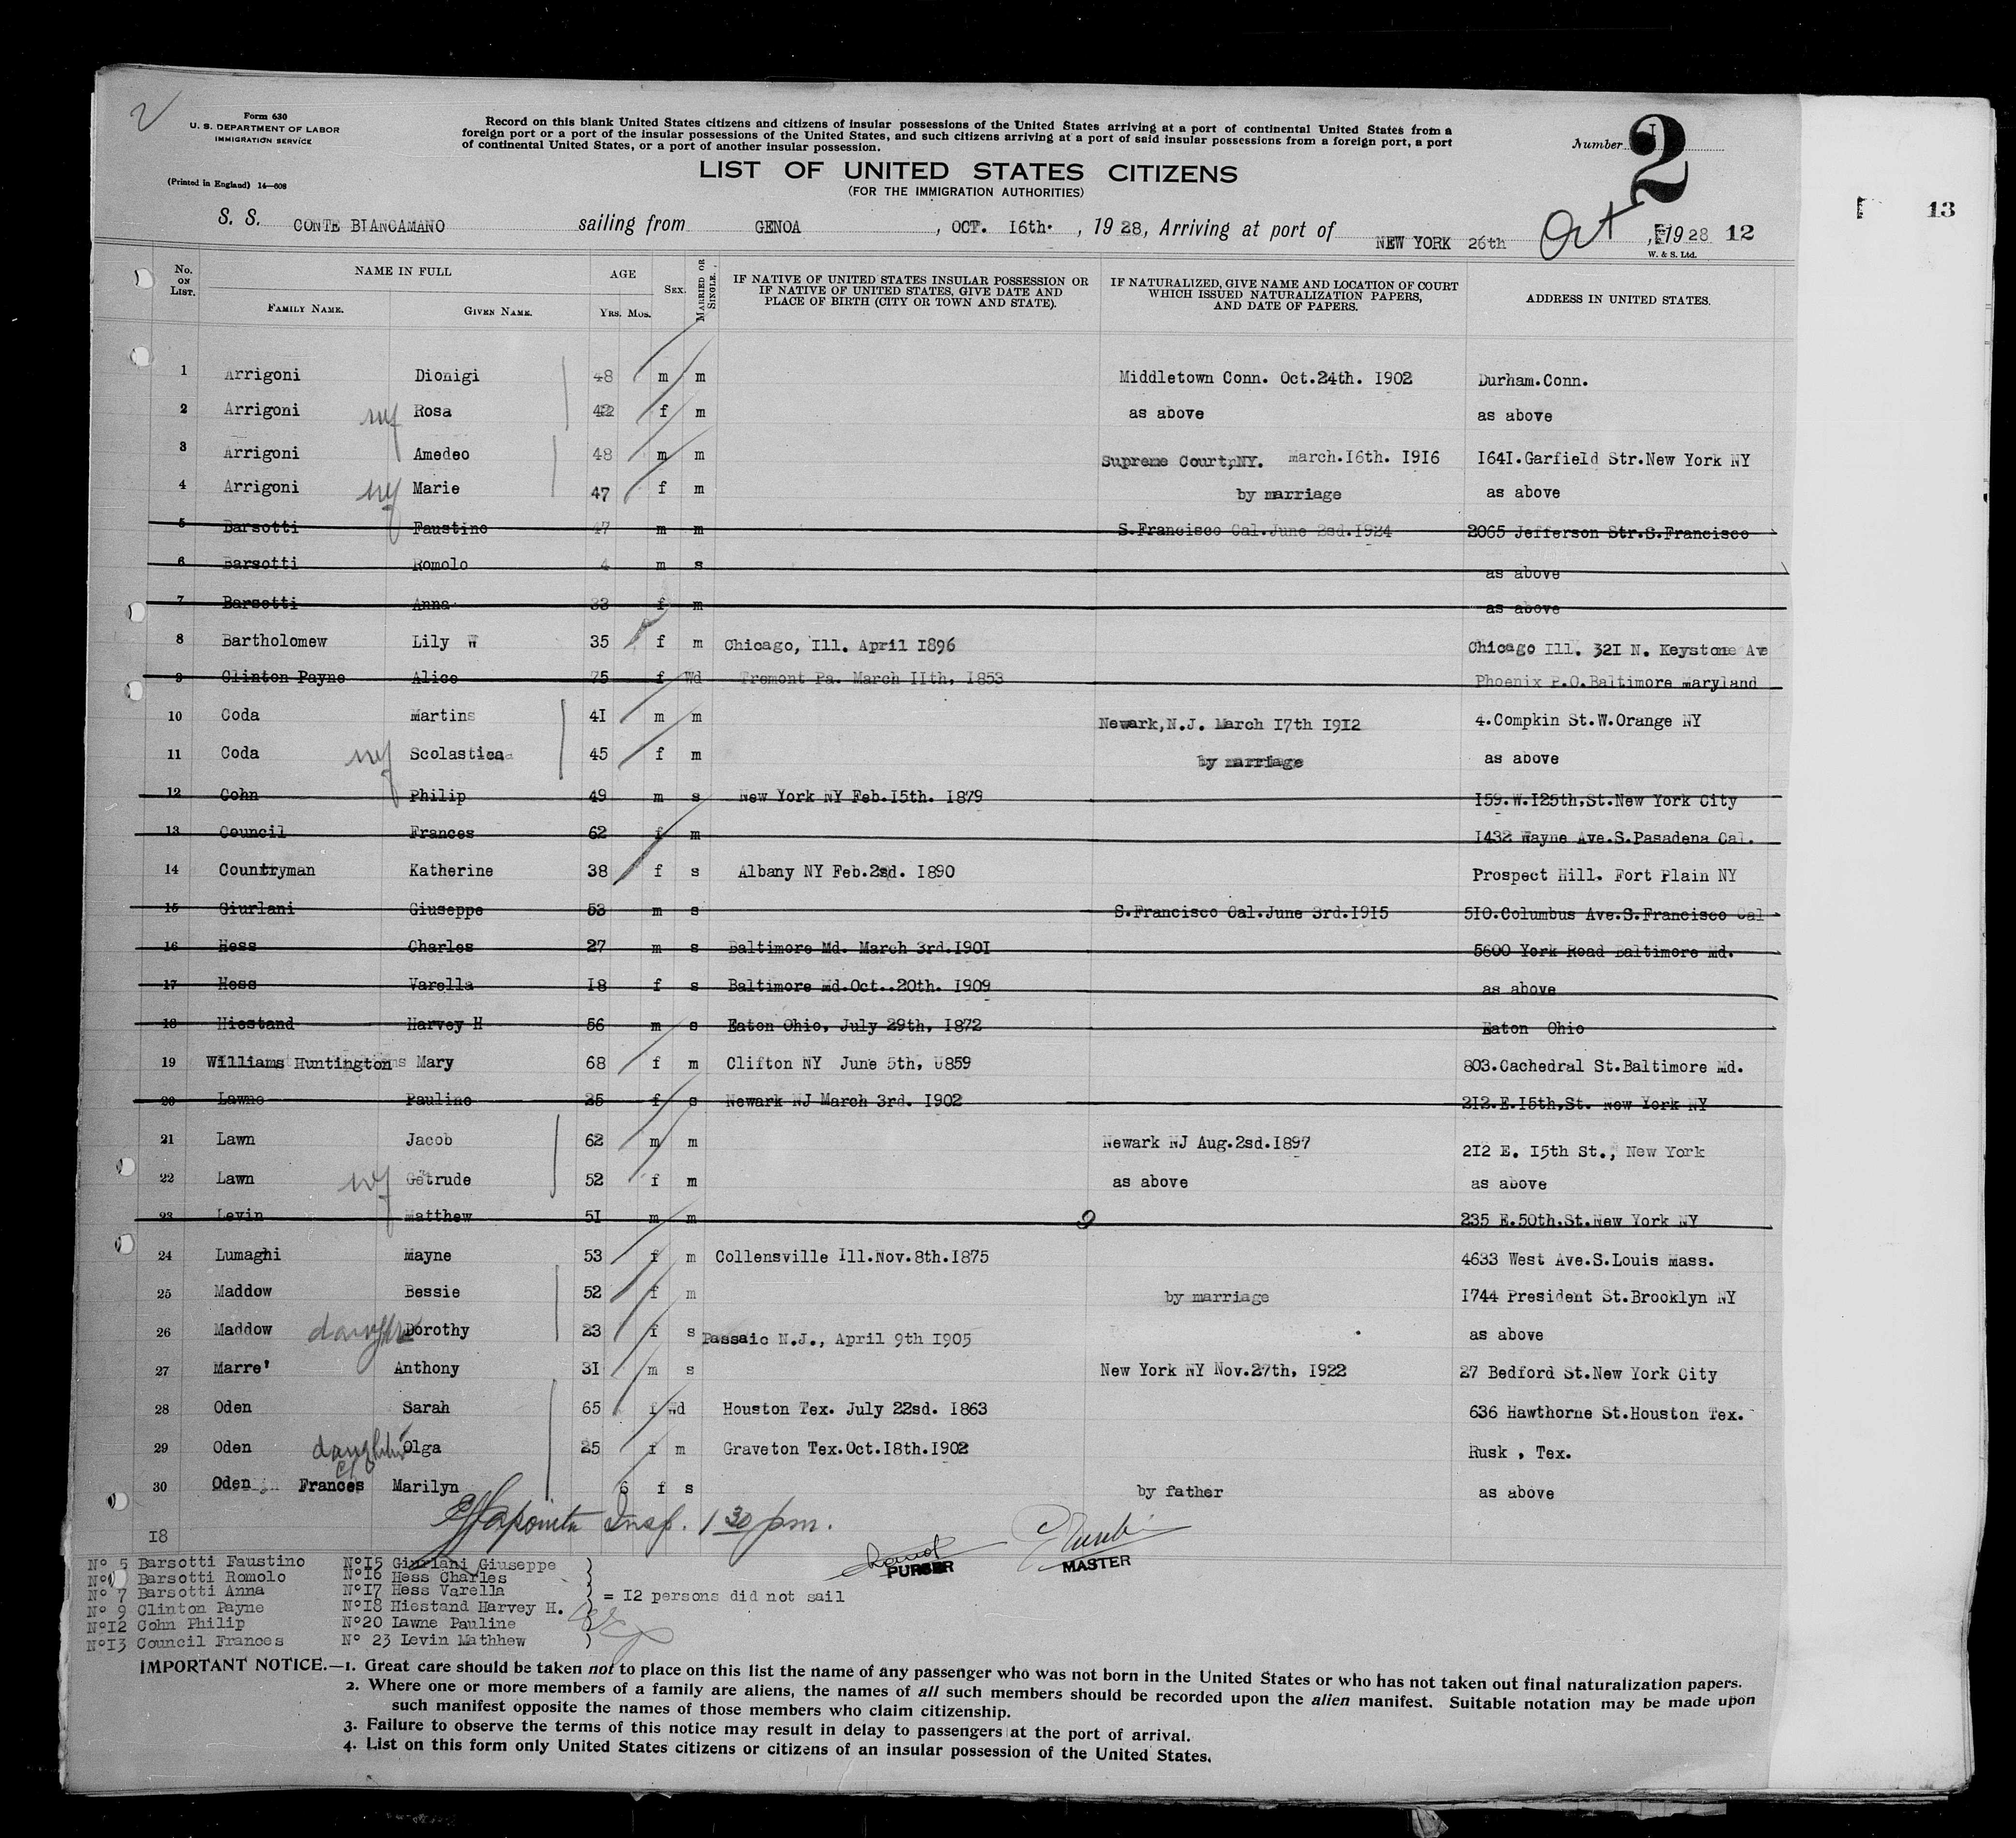 Form 630
U. S. DEPARTMENT OF LABOR
IMMIGRATION SERVICE
(Printed in England) 14—608
Record on this blank United States citizens and citizens of insular possessions of the United States arriving at a port of continental United States from a
foreign port or a port of the insular possessions of the United States, and such citizens arriving at a port of said insular possessions from a foreign port, a port
of continental United States, or a port of another insular possession.
Number 2
LIST OF UNITED STATES CITIZENS
(FOR THE IMMIGRATION AUTHORITIES)
13
S. S. CONTE BIANCAMANO sailing from GENOA, OCT. 16th. , 1928, Arriving at port of NEW YORK 26th Oct , 1928 12
W. & S. Ltd.
No. ON LIST. NAME IN FULL FAMILY NAME. GIVEN NAME. AGE YRS. MOS. SEX. MARRIED OR SINGLE. IF NATIVE OF UNITED STATES INSULAR POSSESSION OR IF NATIVE OF UNITED STATES, GIVE DATE AND PLACE OF BIRTH (CITY OR TOWN AND STATE). IF NATURALIZED, GIVE NAME AND LOCATION OF COURT WHICH ISSUED NATURALIZATION PAPERS, AND DATE OF PAPERS. ADDRESS IN UNITED STATES.
1 Arrigoni Dionigi 48 m m Middletown Conn. Oct.24th. 1902 Durham.Conn.
2 Arrigoni wf Rosa 42 f m as above as above
3 Arrigoni Amedeo 48 m m Supreme Court,NY. march.16th. 1916 1641.Garfield Str.New York NY
4 Arrigoni wf Marie 47 f m by marriage as above
5 Barsotti Faustino 47 m m S.Francisco Cal.June 2sd.1924 2065 Jefferson Str.S.Francisco
6 Barsotti Romolo 4 m s as above
7 Barsotti Anna 33 f m as above
8 Bartholomew Lily W 35 f m Chicago, Ill. April 1896 Chicago Ill. 321 N. Keystone Ave
9 Clinton Payne Alice 75 f Wd Tremont Pa. March 11th, 1853 Phoenix P.O.Baltimore Maryland
10 Coda Martins 41 m m Newark,N.J. March 17th 1912 4.Compkin St.W.Orange NY
11 Coda wf Scolastica 45 f m by marriage as above
12 Cohn Philip 49 m s New York NY Feb.15th. 1879 159.W.125th,St.New York City
13 Council Frances 62 f m 1432 Wayne Ave.S.Pasadena Cal.
14 Countryman Katherine 38 f s Albany NY Feb.2sd. 1890 Prospect Hill. Fort Plain NY
15 Giurlani Giuseppe 53 m s S.Francisco Cal.June 3rd.1915 510.Columbus Ave.S.Francisco Cal
16 Hess Charles 27 m s Baltimore Md. March 3rd.1901 5600 York Road Baltimore Md.
17 Hess Varella 18 f s Baltimore Md.Oct..20th. 1909 as above
18 Hiestand Harvey H 56 m s Eaton Ohio, July 29th, 1872 Eaton Ohio
19 Williams Huntington Mary 68 f m Clifton NY June 5th, U859 803.Cachedral St.Baltimore Md.
20 Lawne Pauline 25 f s Newark NJ March 3rd. 1902 212.E.15th,St. New York NY
21 Lawn Jacob 62 m m Newark NJ Aug.2sd.1897 212 E. 15th St., New York
22 Lawn wf Getrude 52 f m as above as above
23 Levin Matthew 51 m m 235 E.50th.St.New York NY
24 Lumaghi Mayne 53 f m Collensville Ill.Nov.8th.1875 4633 West Ave.S.Louis Mass.
25 Maddow Bessie 52 f m by marriage 1744 President St.Brooklyn NY
26 Maddow daughter Dorothy 23 f s Passaic N.J., April 9th 1905 as above
27 Marre' Anthony 31 m s New York NY Nov.27th, 1922 27 Bedford St.New York City
28 Oden Sarah 65 f Wd Houston Tex. July 22sd. 1863 636 Hawthorne St.Houston Tex.
29 Oden daughter Olga 25 f m Graveton Tex.Oct.18th.1902 Rusk , Tex.
30 Oden Frances Marilyn 6 f s by father as above
Insp. 1 30 pm.
18
PURSER MASTER
Nº 5 Barsotti Faustino Nº15 Giurlani Giuseppe
Barsotti Romolo Nº16 Hess Charles
Nº 7 Barsotti Anna Nº17 Hess Varella = 12 persons did not sail
Nº 9 Clinton Payne Nº18 Hiestand Harvey H.
Nº12 Cohn Philip Nº20 Lawne Pauline
Nº13 Council Frances Nº 23 Levin Mathhew
IMPORTANT NOTICE.—1. Great care should be taken not to place on this list the name of any passenger who was not born in the United States or who has not taken out final naturalization papers.
2. Where one or more members of a family are aliens, the names of all such members should be recorded upon the alien manifest. Suitable notation may be made upon
such manifest opposite the names of those members who claim citizenship.
3. Failure to observe the terms of this notice may result in delay to passengers at the port of arrival.
4. List on this form only United States citizens or citizens of an insular possession of the United States.